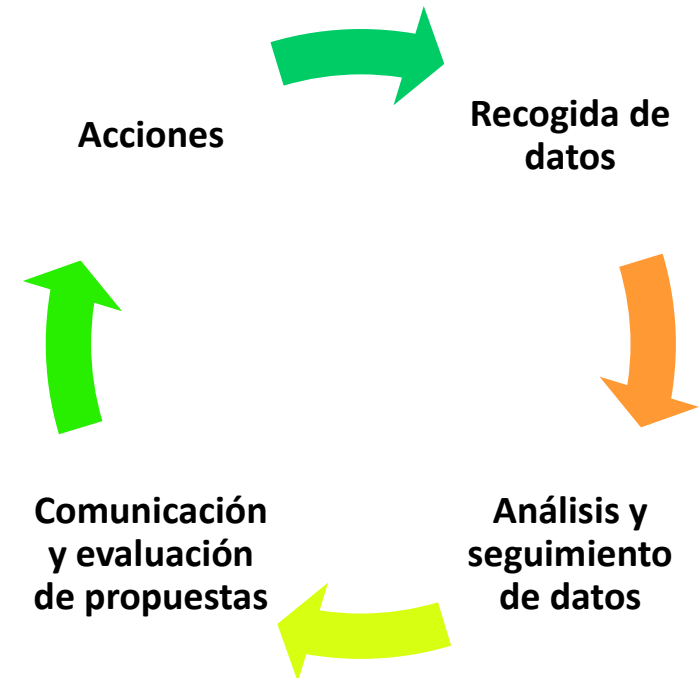 Acciones
Recogida de
datos
Análisis y
seguimiento
de datos
Comunicación
y evaluación
de propuestas